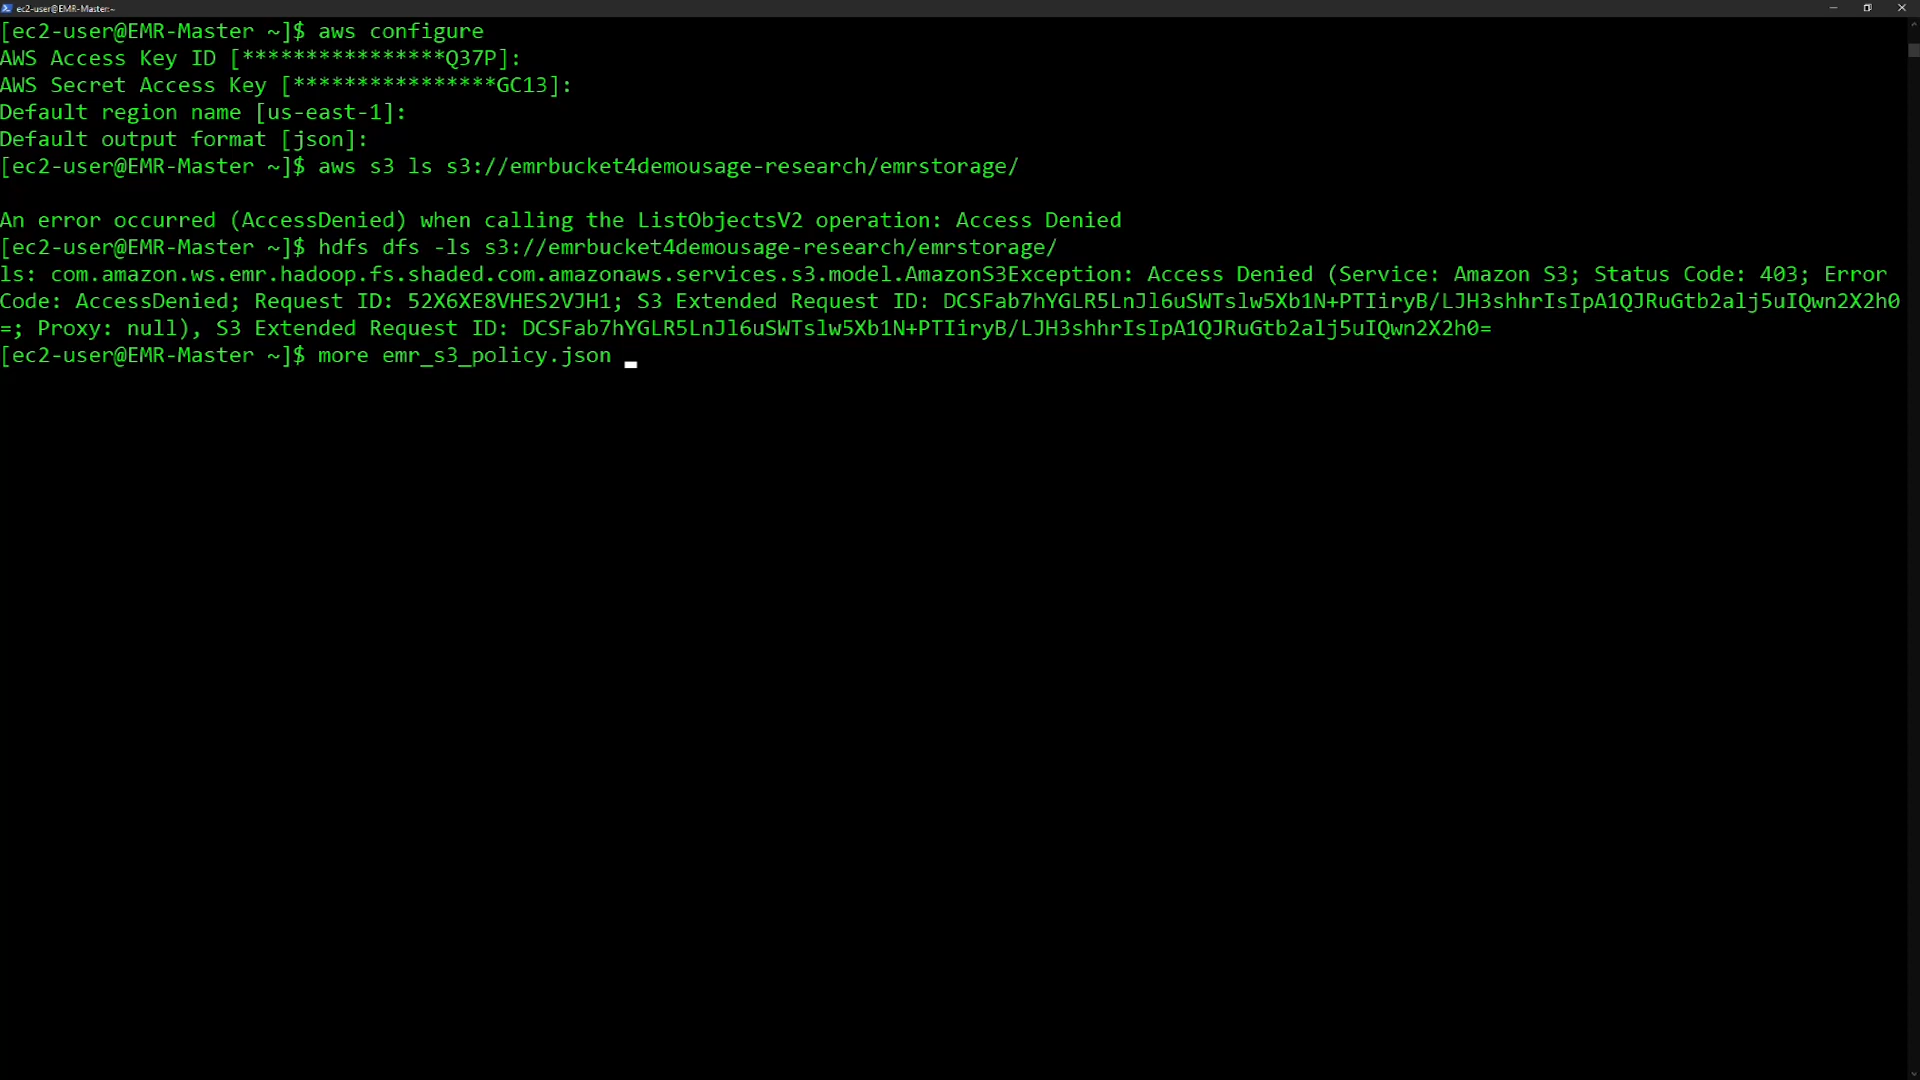 ec2-user@EMR-Master:~
[ec2-user@EMR-Master ~]$ aws configure
AWS Access Key ID [****************Q37P]:
AWS Secret Access Key [****************GC13]:
Default region name [us-east-1]:
Default output format [json]:
[ec2-user@EMR-Master ~]$ aws s3 ls s3://emrbucket4demousage-research/emrstorage/
An error occurred (AccessDenied) when calling the ListObjectsV2 operation: Access Denied
[ec2-user@EMR-Master ~]$ hdfs dfs -ls s3://emrbucket4demousage-research/emrstorage/
ls: com.amazon.ws.emr.hadoop.fs.shaded.com.amazonaws.services.s3.model.AmazonS3Exception: Access Denied (Service: Amazon S3; Status Code: 403; Error
Code: AccessDenied; Request ID: 52X6XE8VHES2VJH1; S3 Extended Request ID: DCSFab7hYGLR5LnJl6uSWTslw5Xb1N+PTIiryB/LJH3shhrIsIpA1QJRuGtb2alj5uIQwn2X2h0
=; Proxy: null), S3 Extended Request ID: DCSFab7hYGLR5LnJl6uSWTslw5Xb1N+PTIiryB/LJH3shhrIsIpA1QJRuGtb2alj5uIQwn2X2h0=
[ec2-user@EMR-Master ~]$ more emr_s3_policy.json